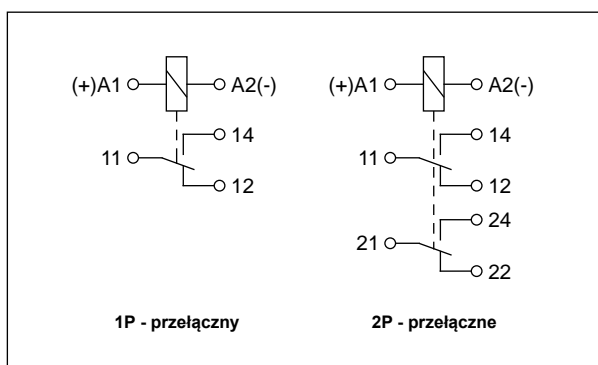 (+)A1 A2(-)
14
11
12
1P - przełączny
(+)A1 A2(-)
14
11
12
24
21
22
2P - przełączne